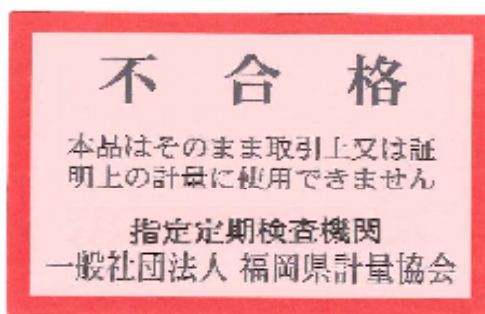 不合格
本品はそのまま取引上又は証
明上の計量に使用できません
指定定期検査機関
一般社団法人 福岡県計量協会